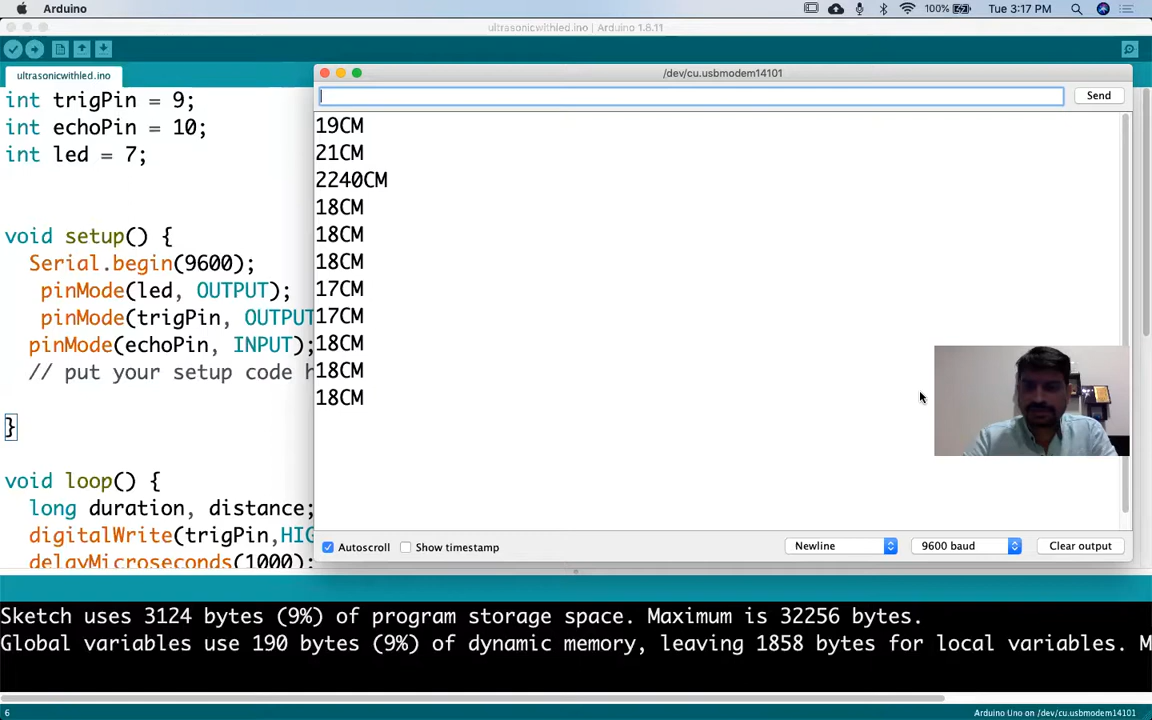 Arduino
100%
Tue 3:17 PM
ultrasonicwithled.ino | Arduino 1.8.11
ultrasonicwithled.ino
int trigPin = 9;
int echoPin = 10;
int led = 7;
void setup() {
Serial.begin(9600);
pinMode(led, OUTPUT);
pinMode(trigPin, OUTPUT
pinMode(echoPin, INPUT);
// put your setup code h
}
void loop() {
long duration, distance;
digitalWrite(trigPin,HIG
delayMicroseconds(1000);
/dev/cu.usbmodem14101
Send
19CM
21CM
2240CM
18CM
18CM
18CM
17CM
17CM
18CM
18CM
18CM
Autoscroll
Show timestamp
Newline
9600 baud
Clear output
Sketch uses 3124 bytes (9%) of program storage space. Maximum is 32256 bytes.
Global variables use 190 bytes (9%) of dynamic memory, leaving 1858 bytes for local variables. M
6
Arduino Uno on /dev/cu.usbmodem14101